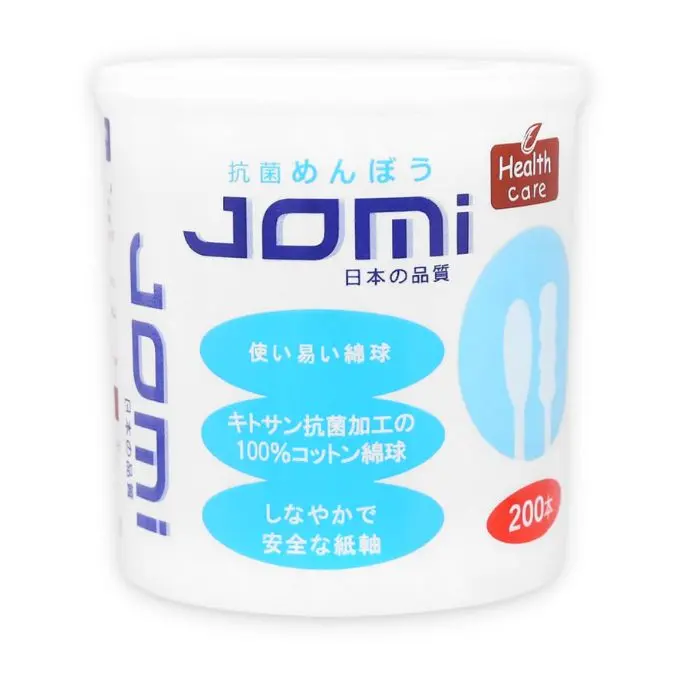 抗菌めんぼう
JOMi
日本の品質
Health
care
使い易い綿球
キトサン抗菌加工の
100%コットン綿球
しなやかで
安全な紙軸
200本
JOMi
日本の品質